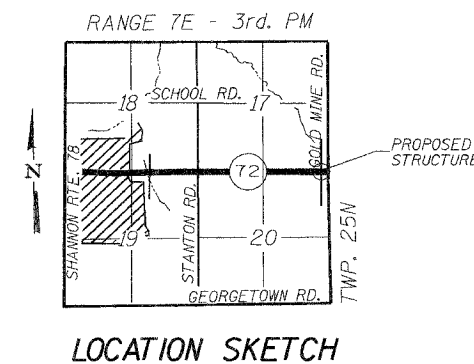 RANGE 7E - 3rd. PM
18
SCHOOL RD.
17
GOLD MINE RD.
PROPOSED
STRUCTURE
N
SHANNON RTE. 78
72
19
STANTON RD.
20
TWP. 25N
GEORGETOWN RD.
LOCATION SKETCH